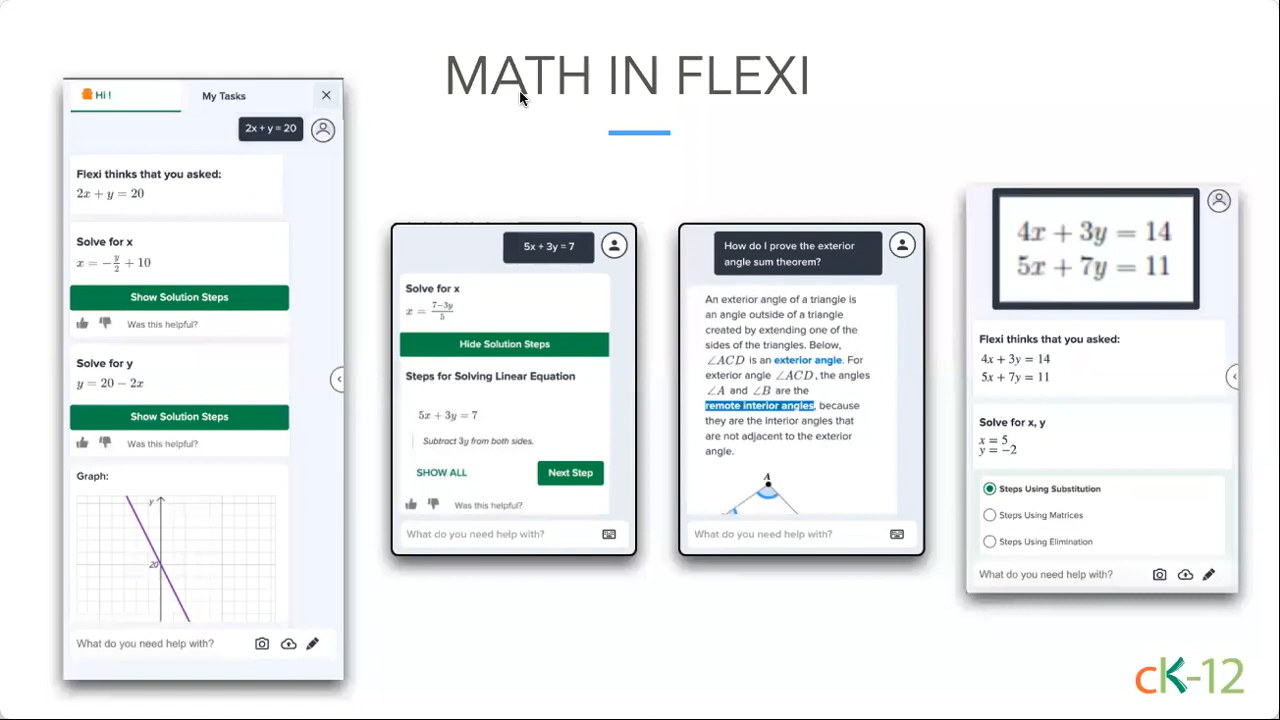 MATH IN FLEXI
Hi !
My Tasks
2x + y = 20
Flexi thinks that you asked:
2x + y = 20
Solve for x
x = −y/2 + 10
Show Solution Steps
Was this helpful?
Solve for y
y = 20 − 2x
Show Solution Steps
Was this helpful?
Graph:
y
20
What do you need help with?
5x + 3y = 7
Solve for x
x = (7−3y)/5
Hide Solution Steps
Steps for Solving Linear Equation
5x + 3y = 7
Subtract 3y from both sides.
SHOW ALL
Next Step
Was this helpful?
What do you need help with?
How do I prove the exterior
angle sum theorem?
An exterior angle of a triangle is
an angle outside of a triangle
created by extending one of the
sides of the triangles. Below,
∠ACD is an exterior angle. For
exterior angle ∠ACD, the angles
∠A and ∠B are the
remote interior angles, because
they are the interior angles that
are not adjacent to the exterior
angle.
A
What do you need help with?
4x + 3y = 14
5x + 7y = 11
Flexi thinks that you asked:
4x + 3y = 14
5x + 7y = 11
Solve for x, y
x = 5
y = −2
Steps Using Substitution
Steps Using Matrices
Steps Using Elimination
What do you need help with?
cK-12